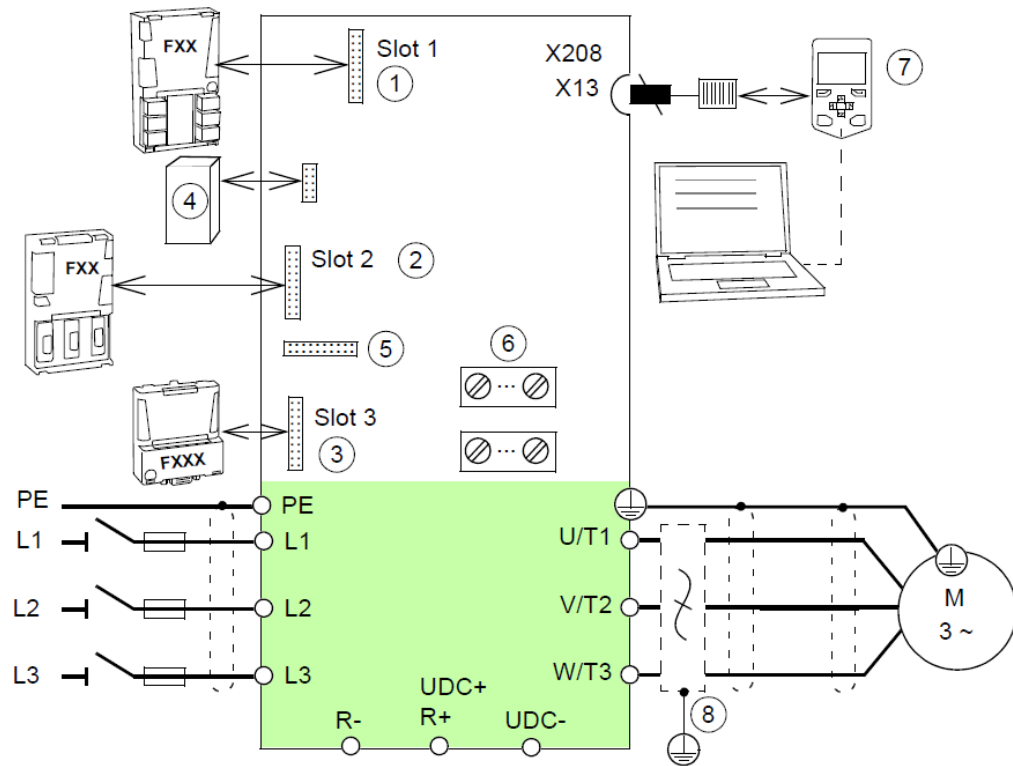 FXX
Slot 1
1
X208
X13
7
4
FXX
Slot 2
2
5
6
Slot 3
3
FXXX
PE
PE
L1
L1
U/T1
L2
L2
V/T2
M
3 ~
L3
L3
W/T3
UDC+
R-
R+
UDC-
8